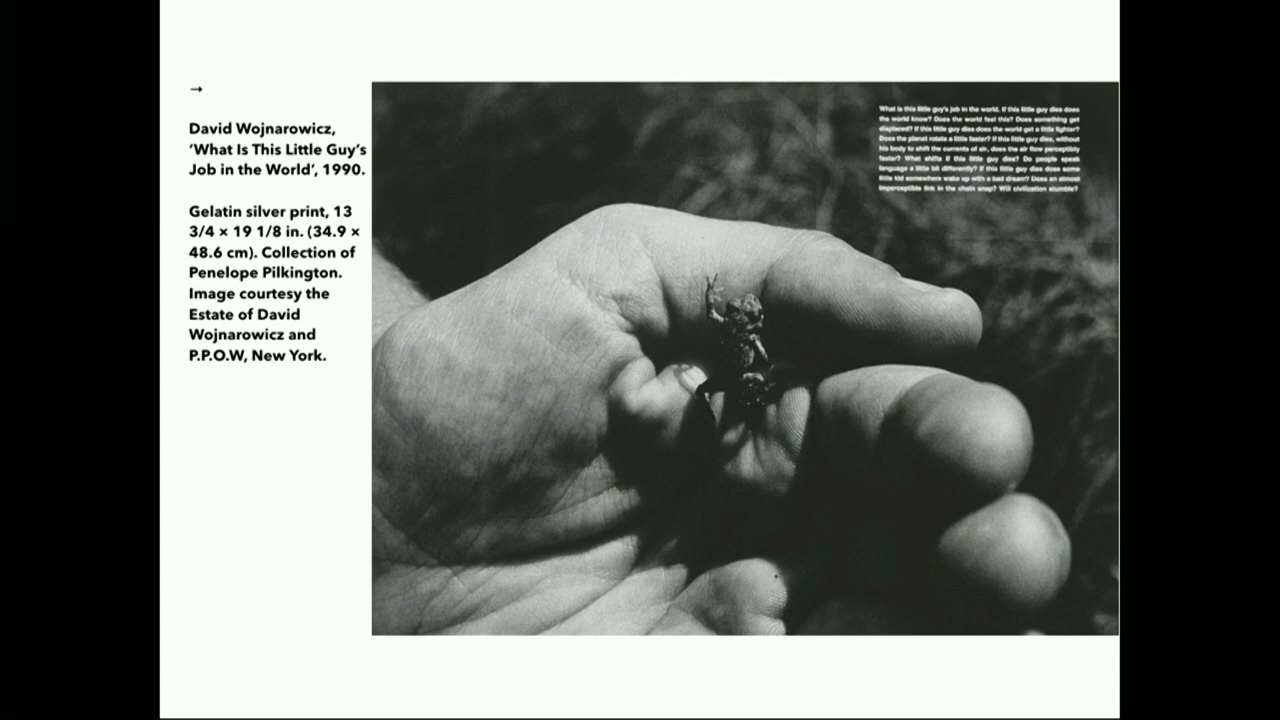 →
David Wojnarowicz,
‘What Is This Little Guy’s
Job in the World’, 1990.
Gelatin silver print, 13
3/4 × 19 1/8 in. (34.9 ×
48.6 cm). Collection of
Penelope Pilkington.
Image courtesy the
Estate of David
Wojnarowicz and
P.P.O.W, New York.
What is this little guy's job in the world. If this little guy dies does
the world know? Does the world feel this? Does something get
displaced? If this little guy dies does the world get a little lighter?
Does the planet rotate a little faster? If this little guy dies, without
his body to shift the currents of air, does the air flow perceptibly
faster? What shifts if this little guy dies? Do people speak
language a little bit differently? If this little guy dies does some
little kid somewhere wake up with a bad dream? Does an almost
imperceptible link in the chain snap? Will civilization stumble?